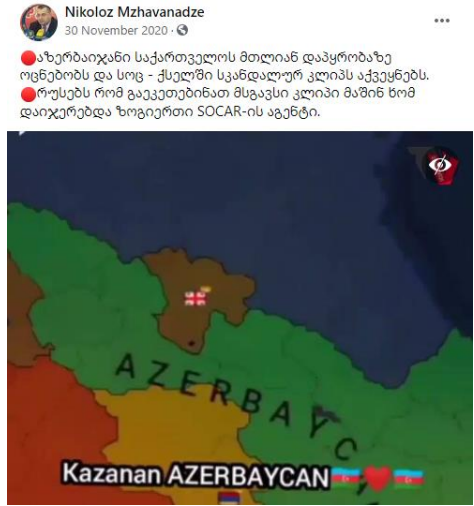 Nikoloz Mzhavanadze
30 November 2020 ·
🔴აზერბაიჯანი საქართველოს მთლიან დაპყრობაზე
ოცნებობს და სოც - ქსელში სკანდალურ კლიპს აქვეყნებს.
🔴რუსებს რომ გაეკეთებინათ მსგავსი კლიპი მაშინ ხომ
დაიჯერებდა ზოგიერთი SOCAR-ის აგენტი.
AZERBAYC
Kazanan AZERBAYCAN🇦🇿❤️🇦🇿